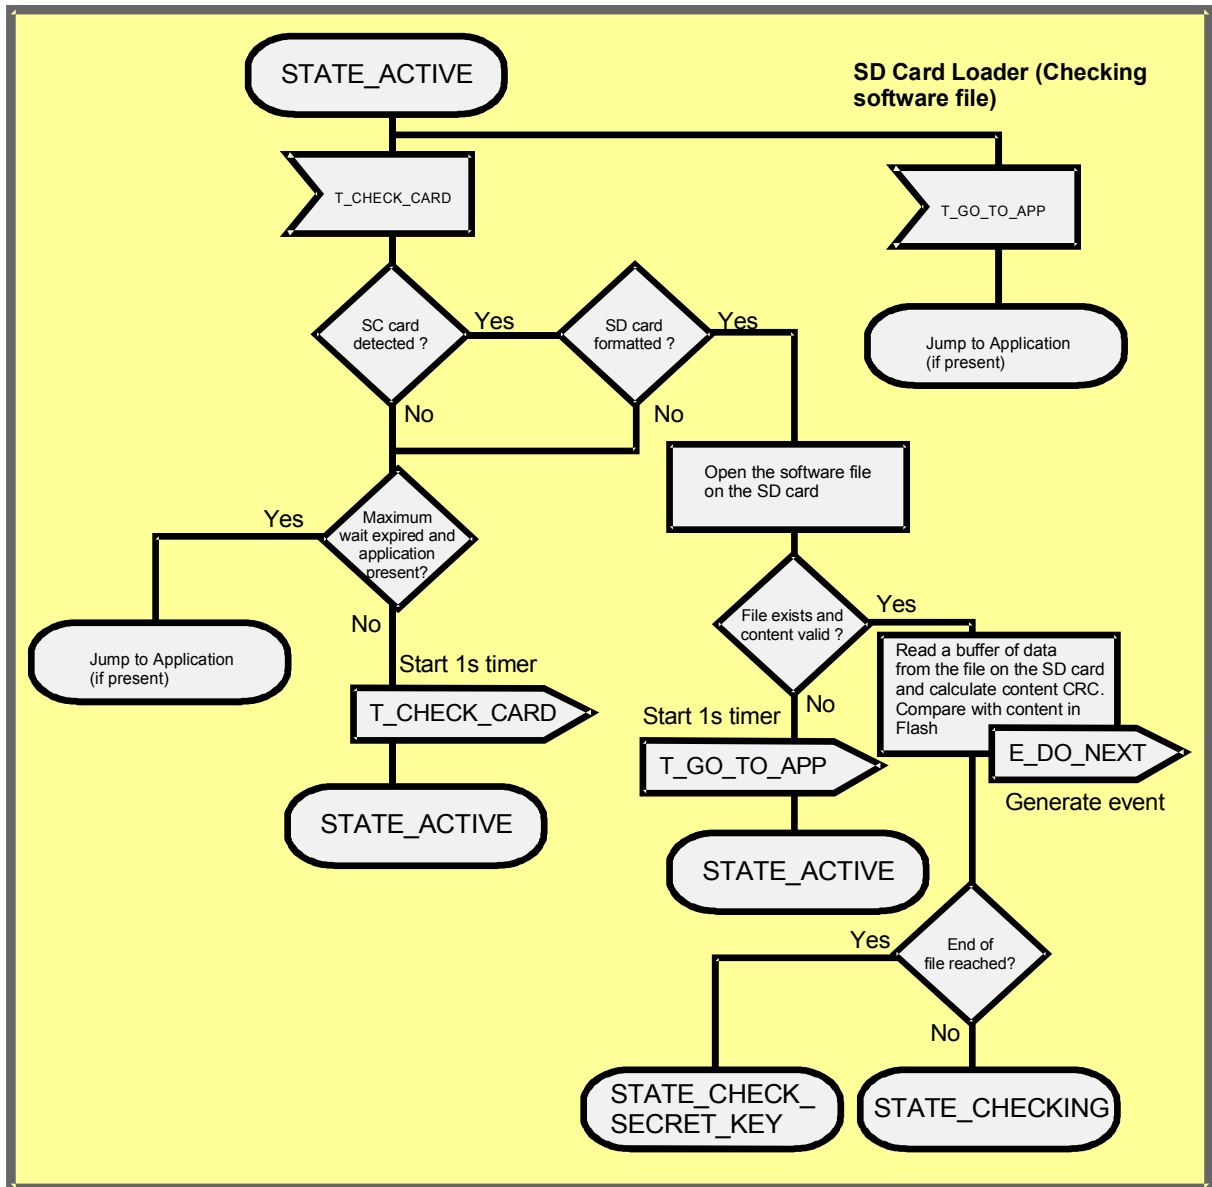 STATE_ACTIVE
SD Card Loader (Checking
software file)
T_CHECK_CARD
T_GO_TO_APP
SC card
detected ?
Yes
SD card
formatted ?
Yes
Jump to Application
(if present)
No
No
Open the software file
on the SD card
Yes
Maximum
wait expired and
application
present?
No
Jump to Application
(if present)
Start 1s timer
T_CHECK_CARD
STATE_ACTIVE
File exists and
content valid ?
Yes
Read a buffer of data
from the file on the SD card
and calculate content CRC.
Compare with content in
Flash
No
Start 1s timer
T_GO_TO_APP
E_DO_NEXT
Generate event
STATE_ACTIVE
Yes
End of
file reached?
No
STATE_CHECK_
SECRET_KEY
STATE_CHECKING